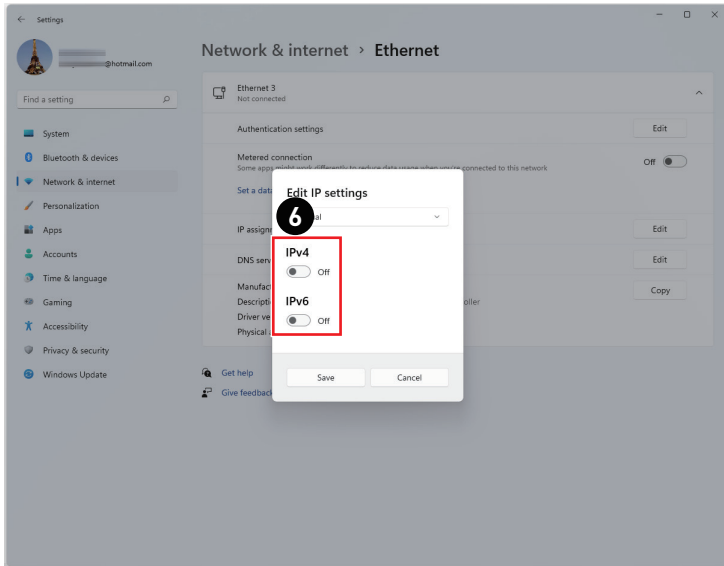 Settings
@hotmail.com
Find a setting
System
Bluetooth & devices
Network & internet
Personalization
Apps
Accounts
Time & language
Gaming
Accessibility
Privacy & security
Windows Update
Network & internet > Ethernet
Ethernet 3
Not connected
Authentication settings Edit
Metered connection
Some apps might work differently to reduce data usage when you're connected to this network
Off
Set a data
IP assign Edit
DNS serv Edit
Manufact Copy
Descripti oller
Driver ve
Physical
Get help
Give feedback
Edit IP settings
6
al
IPv4
Off
IPv6
Off
Save Cancel